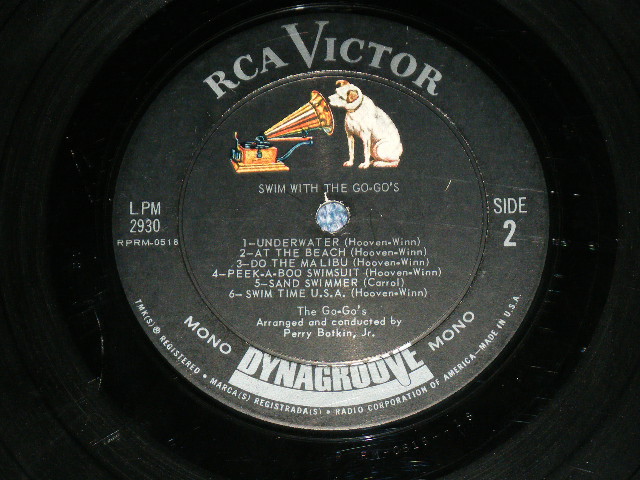 RCA VICTOR
SWIM WITH THE GO-GO'S
LPM
2930
RPRM-0518
SIDE
2
1-UNDERWATER (Hooven-Winn)
2-AT THE BEACH (Hooven-Winn)
3-DO THE MALIBU (Hooven-Winn)
4-PEEK-A-BOO SWIMSUIT (Hooven-Winn)
5-SAND SWIMMER (Carrol)
6-SWIM TIME U.S.A. (Hooven-Winn)
The Go-Go's
Arranged and conducted by
Perry Botkin, Jr.
MONO DYNAGROOVE MONO
TMK(S) ® REGISTERED • MARCA(S) REGISTRADA(S) • RADIO CORPORATION OF AMERICA—MADE IN U.S.A.